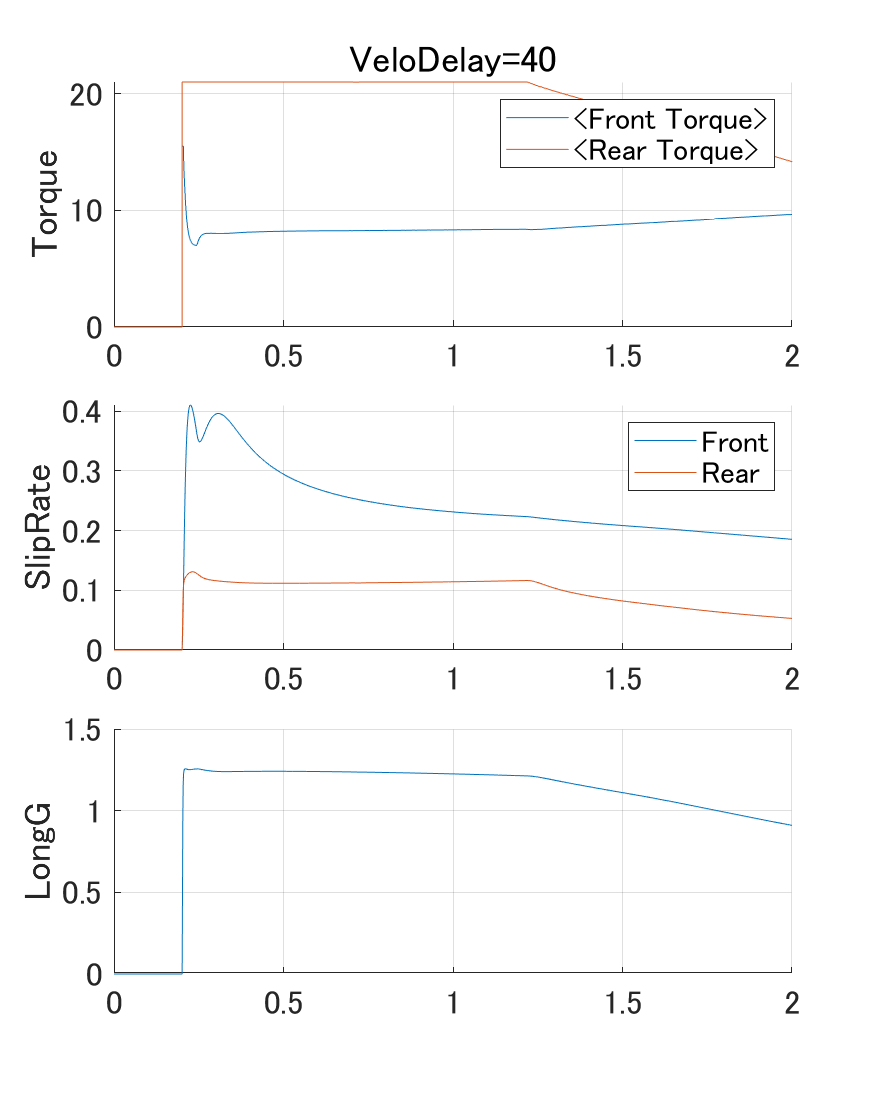 VeloDelay=40
Torque
20
10
0
0 0.5 1 1.5 2
<Front Torque>
<Rear Torque>
SlipRate
0.4
0.3
0.2
0.1
0
0 0.5 1 1.5 2
Front
Rear
LongG
1.5
1
0.5
0
0 0.5 1 1.5 2